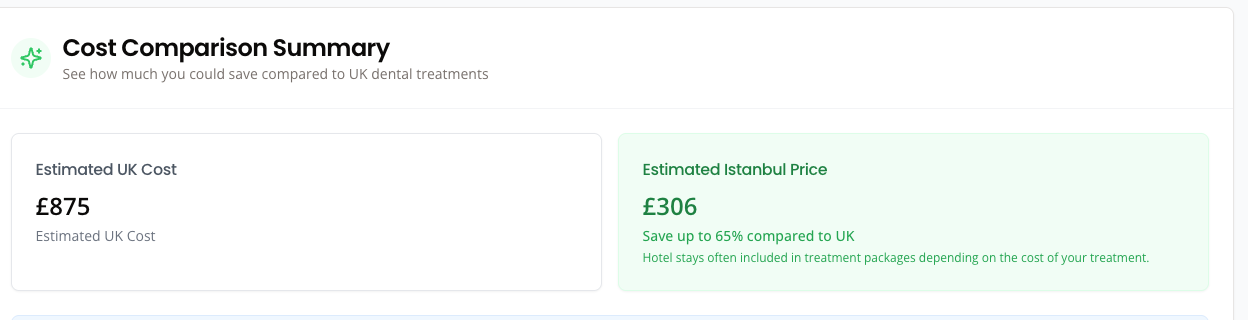 Cost Comparison Summary
See how much you could save compared to UK dental treatments
Estimated UK Cost
£875
Estimated UK Cost
Estimated Istanbul Price
£306
Save up to 65% compared to UK
Hotel stays often included in treatment packages depending on the cost of your treatment.